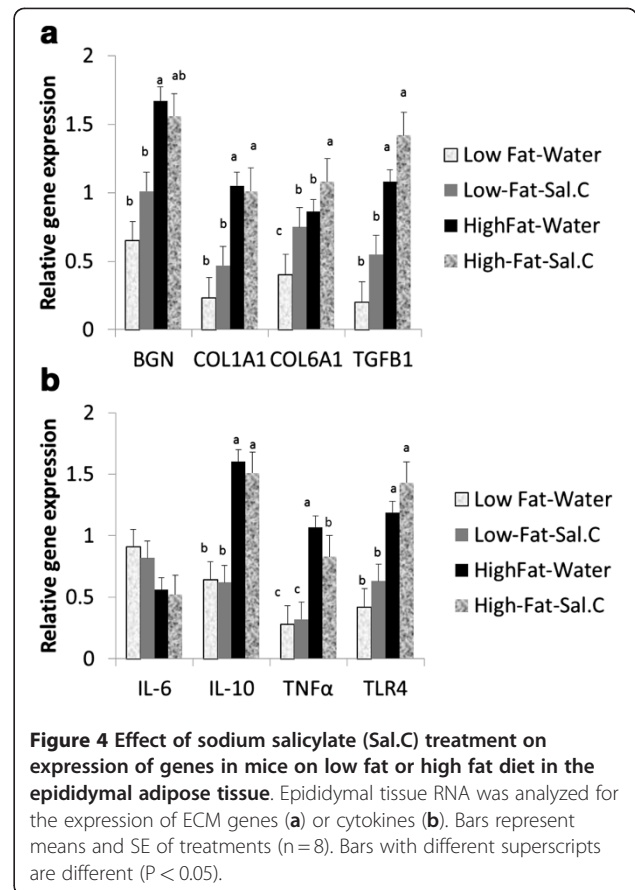 a
Relative gene expression
2
1.5
1
0.5
0
b b a ab
b b a a
c b b a
b b a a
BGN COL1A1 COL6A1 TGFB1
Low Fat-Water
Low-Fat-Sal.C
HighFat-Water
High-Fat-Sal.C
b
Relative gene expression
2
1.5
1
0.5
0
b b a a
c c a b
b b a a
IL-6 IL-10 TNFα TLR4
Low Fat-Water
Low-Fat-Sal.C
HighFat-Water
High-Fat-Sal.C
Figure 4 Effect of sodium salicylate (Sal.C) treatment on
expression of genes in mice on low fat or high fat diet in the
epididymal adipose tissue. Epididymal tissue RNA was analyzed for
the expression of ECM genes (a) or cytokines (b). Bars represent
means and SE of treatments (n = 8). Bars with different superscripts
are different (P < 0.05).